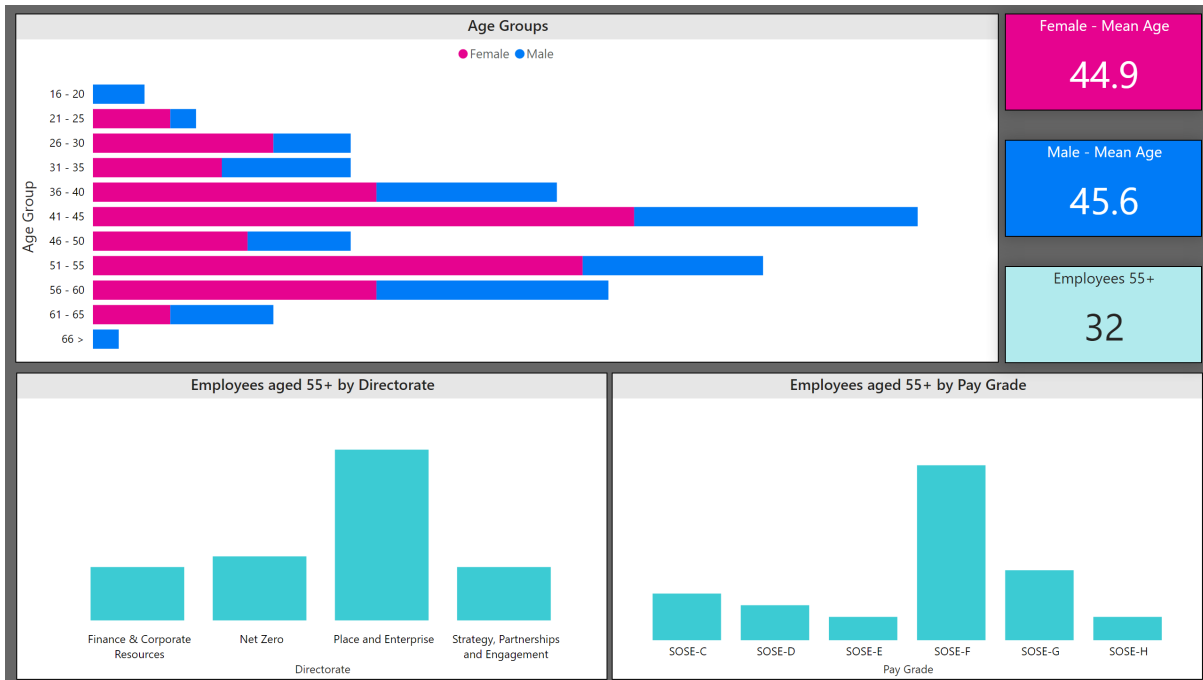 Age Groups
Female Male
Age Group
16 - 20
21 - 25
26 - 30
31 - 35
36 - 40
41 - 45
46 - 50
51 - 55
56 - 60
61 - 65
66 >
Female - Mean Age
44.9
Male - Mean Age
45.6
Employees 55+
32
Employees aged 55+ by Directorate
Finance & Corporate
Resources
Net Zero
Place and Enterprise
Strategy, Partnerships
and Engagement
Directorate
Employees aged 55+ by Pay Grade
SOSE-C
SOSE-D
SOSE-E
SOSE-F
SOSE-G
SOSE-H
Pay Grade